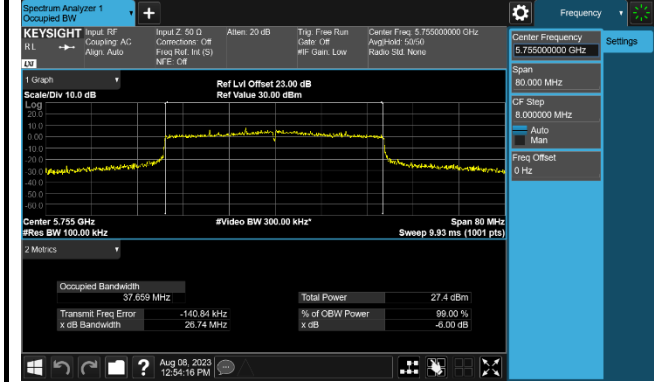 Spectrum Analyzer 1
Occupied BW
+
Frequency
KEYSIGHT
RL
LXI
Input: RF
Coupling: AC
Align: Auto
Input Z: 50 Ω
Corrections: Off
Freq Ref: Int (S)
NFE: Off
Atten: 20 dB
Trig: Free Run
Gate: Off
#IF Gain: Low
Center Freq: 5.755000000 GHz
Avg|Hold: 50/50
Radio Std: None
Center Frequency
5.755000000 GHz
Settings
Span
80.000 MHz
CF Step
8.000000 MHz
Auto
Man
Freq Offset
0 Hz
1 Graph
Scale/Div 10.0 dB
Ref Lvl Offset 23.00 dB
Ref Value 30.00 dBm
Log
20.0
10.0
0.00
-10.0
-20.0
-30.0
-40.0
-50.0
-60.0
Center 5.755 GHz
#Res BW 100.00 kHz
#Video BW 300.00 kHz*
Span 80 MHz
Sweep 9.93 ms (1001 pts)
2 Metrics
Occupied Bandwidth
37.659 MHz
Total Power 27.4 dBm
Transmit Freq Error -140.84 kHz
% of OBW Power 99.00 %
x dB Bandwidth 26.74 MHz
x dB -6.00 dB
?
Aug 08, 2023
12:54:16 PM